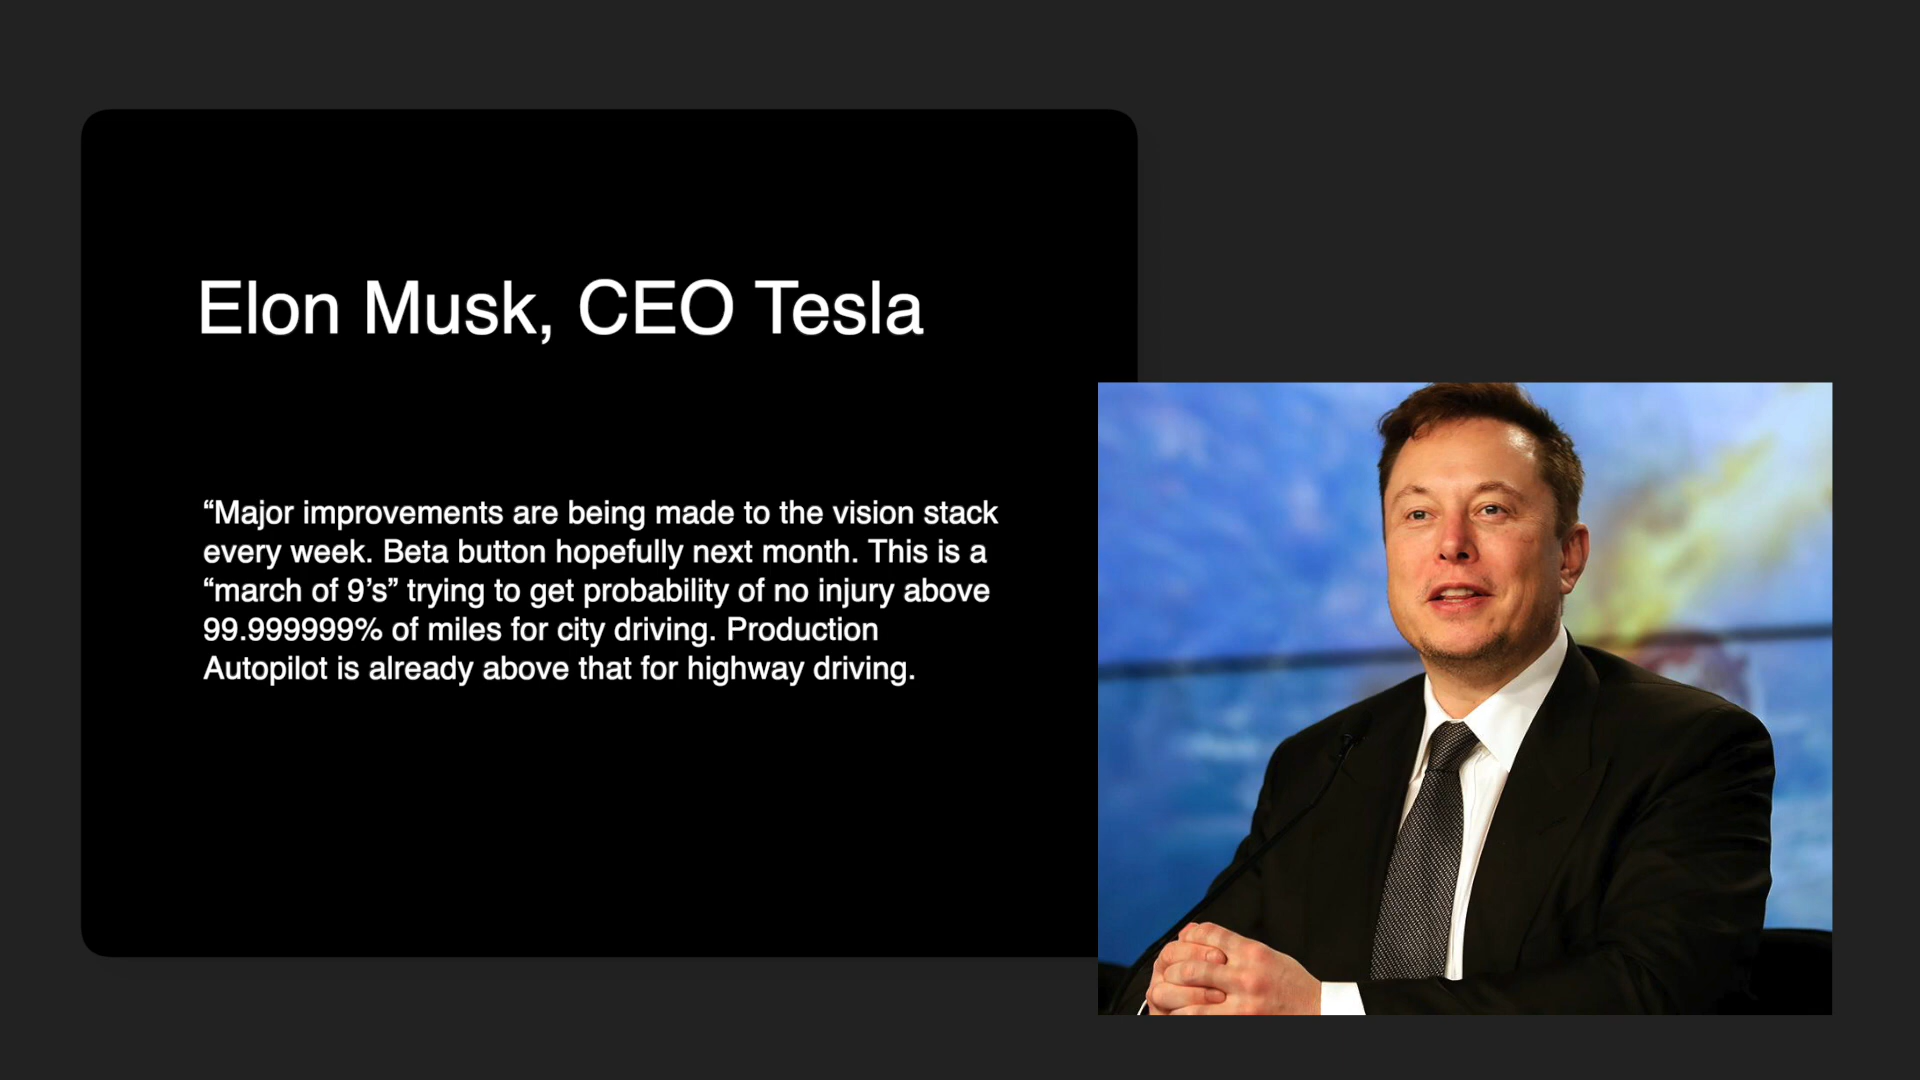 Elon Musk, CEO Tesla
“Major improvements are being made to the vision stack
every week. Beta button hopefully next month. This is a
“march of 9’s” trying to get probability of no injury above
99.999999% of miles for city driving. Production
Autopilot is already above that for highway driving.